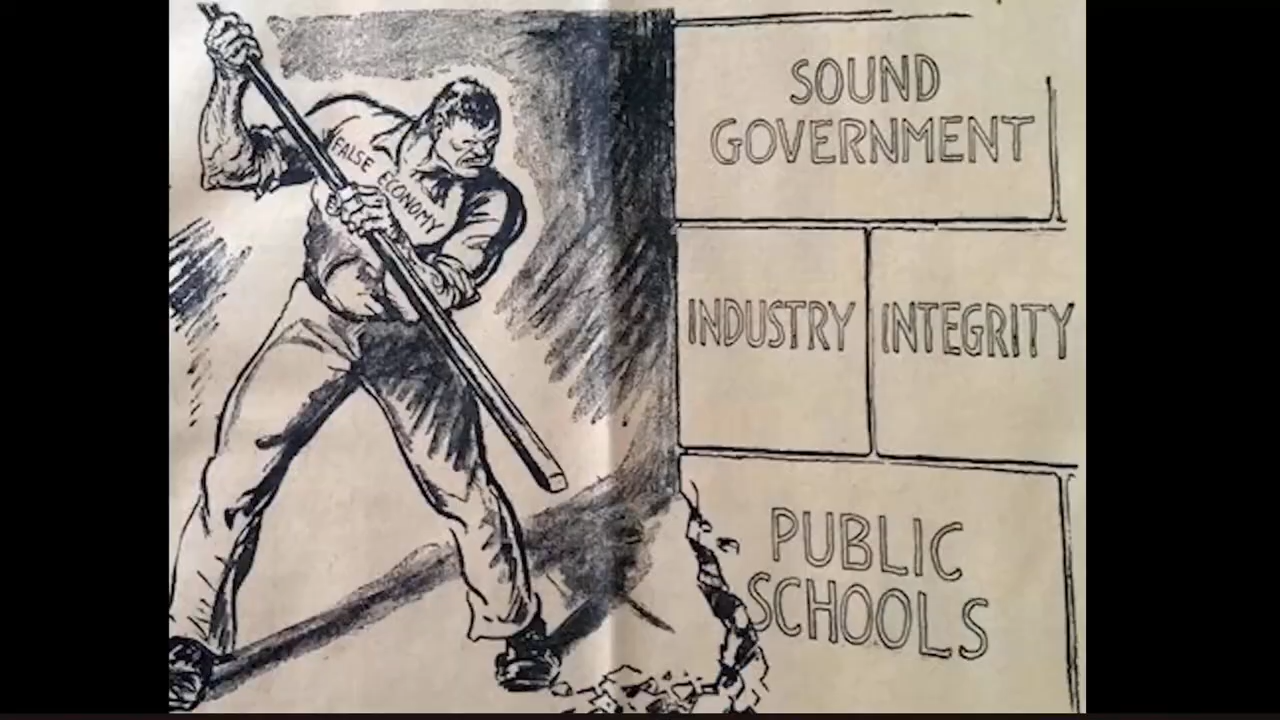 FALSE
ECONOMY
SOUND
GOVERNMENT
INDUSTRY
INTEGRITY
PUBLIC
SCHOOLS